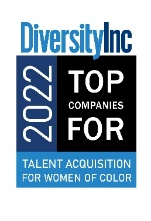 DiversityInc
2022
TOP
COMPANIES
FOR
TALENT ACQUISITION
FOR WOMEN OF COLOR